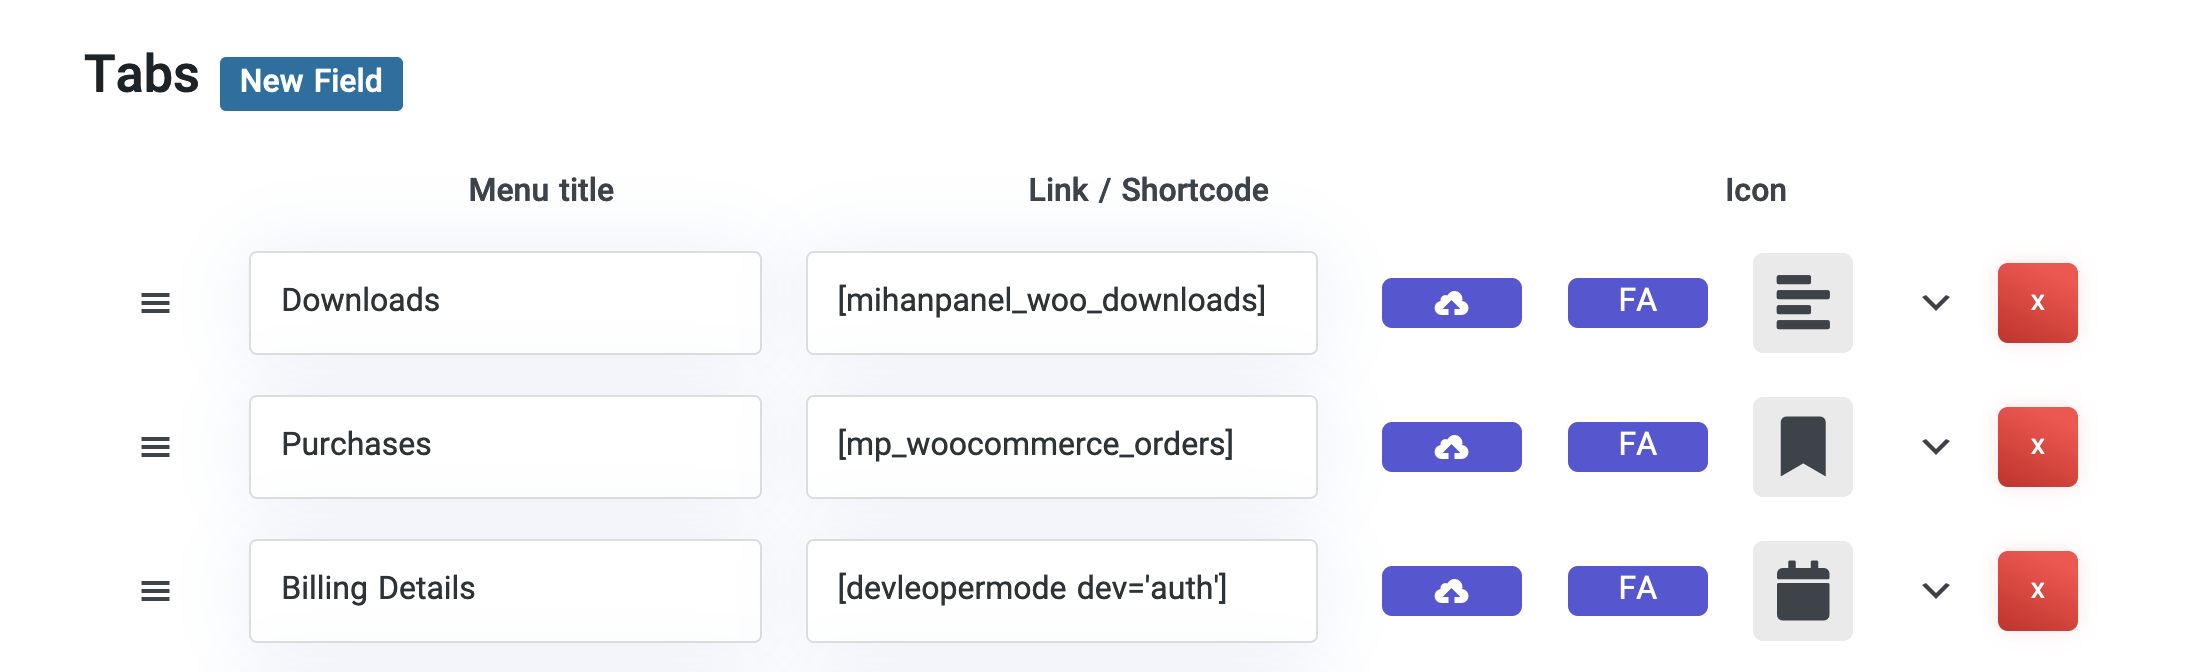 Tabs New Field
Menu title Link / Shortcode Icon
Downloads [mihanpanel_woo_downloads] FA x
Purchases [mp_woocommerce_orders] FA x
Billing Details [devleopermode dev='auth'] FA x